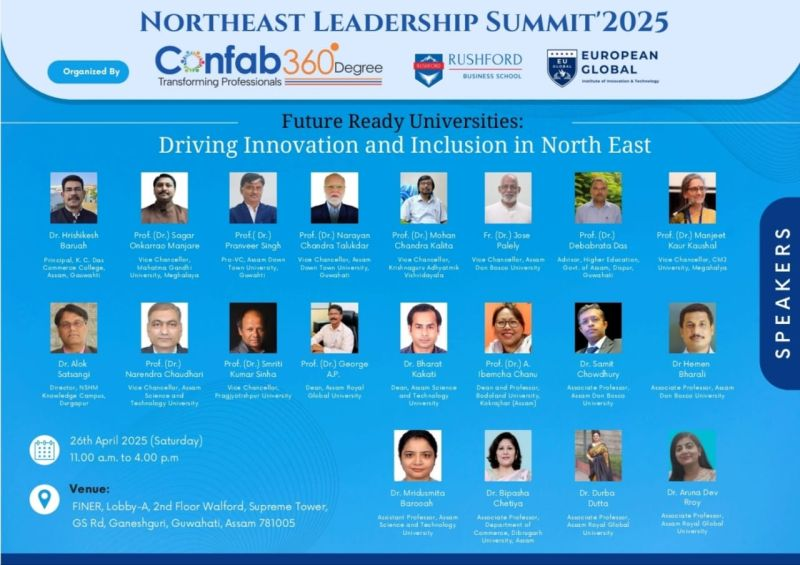 NORTHEAST LEADERSHIP SUMMIT'2025
Organized By
Confab 360° Degree
Transforming Professionals
RUSHFORD
RUSHFORD
BUSINESS SCHOOL
EU
GLOBAL
EUROPEAN
GLOBAL
Institute of Innovation & Technology
Future Ready Universities:
Driving Innovation and Inclusion in North East
SPEAKERS
Dr. Hrishikesh
Baruah
Principal, K. C. Das
Commerce College,
Assam, Gauwahti
Prof. (Dr.) Sagar
Onkarrao Manjare
Vice Chancellor,
Mahatma Gandhi
University, Meghalaya
Prof.( Dr.)
Pranveer Singh
Pro-VC, Assam Down
Town University,
Guwahti
Prof. (Dr.) Narayan
Chandra Talukdar
Vice Chancellor, Assam
Down Town University,
Guwahati
Prof. (Dr.) Mohan
Chandra Kalita
Vice Chancellor,
Krishnaguru Adhyatmik
Vishvidayala
Fr. (Dr.) Jose
Palely
Vice Chancellor, Assam
Don Bosco University
Prof. (Dr.)
Debabrata Das
Advisor, Higher Education,
Govt. of Assam, Dispur,
Guwahati
Prof. (Dr.) Manjeet
Kaur Kaushal
Vice Chancellor, CMJ
University, Megahalya
Dr. Alok
Satsangi
Director, NSHM
Knowledge Campus,
Durgapur
Prof. (Dr.)
Narendra Chaudhari
Vice Chancellor, Assam
Science and
Technology University
Prof. (Dr.) Smriti
Kumar Sinha
Vice Chancellor,
Pragjyotishpur University
Prof. (Dr.) George
A.P.
Dean, Assam Royal
Global University
Dr. Bharat
Kakati
Dean, Assam Science
and Technology
University
Prof. (Dr.) A.
Ibemcha Chanu
Dean and Professor,
Bodoland University,
Kokrajhar (Assam)
Dr. Samit
Chowdhury
Associate Professor,
Assam Don Bosco
University
Dr Hemen
Bharali
Associate Professor, Assam
Don Bosco University
26th April 2025 (Saturday)
11.00 a.m. to 4.00 p.m
Venue:
FINER, Lobby-A, 2nd Floor Walford, Supreme Tower,
GS Rd, Ganeshguri, Guwahati, Assam 781005
Dr. Mridusmita
Barooah
Assistant Professor, Assam
Science and Technology
University
Dr. Bipasha
Chetiya
Associate Professor,
Department of
Commerce, Dibrugarh
University, Assam
Dr. Durba
Dutta
Associate Professor,
Assam Royal Global
University
Dr. Aruna Dev
Rroy
Associate Professor,
Assam Royal Global
University